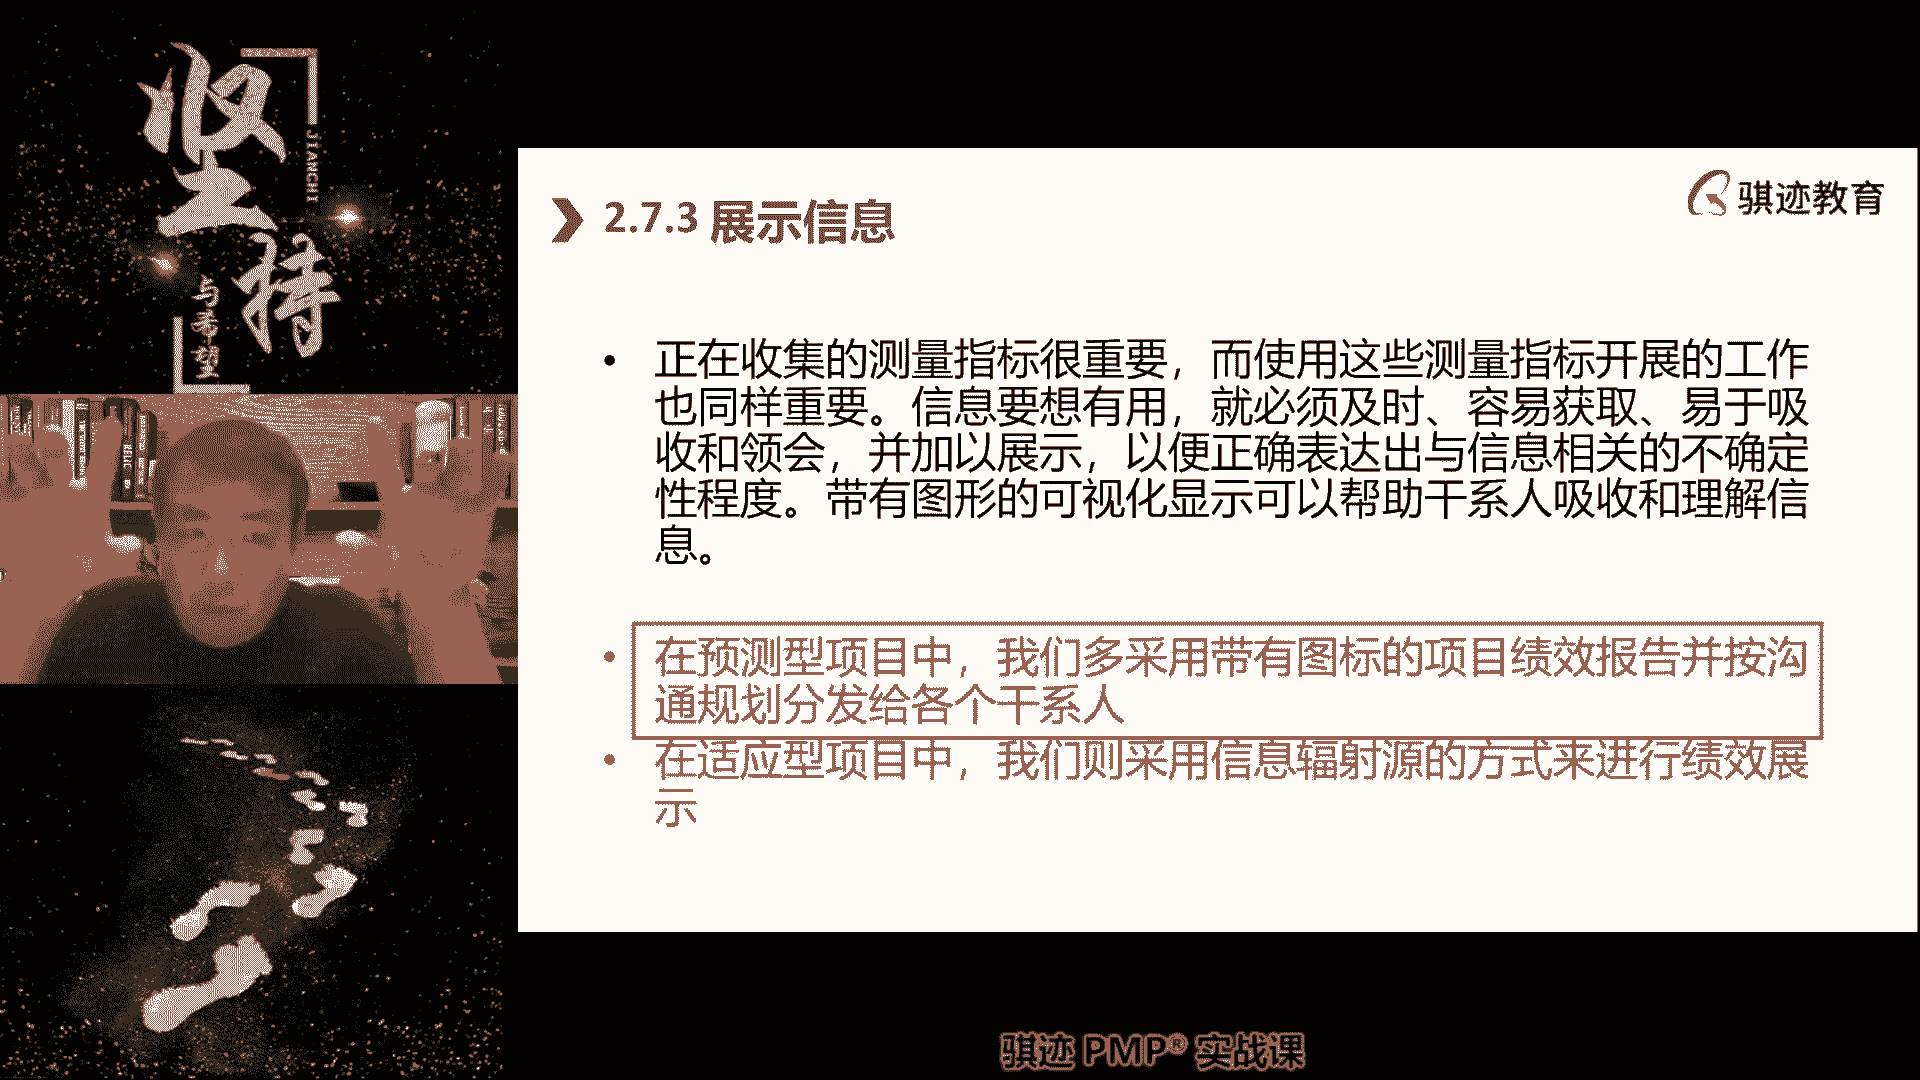 坚持
JIANCHI
与希望
骐迹教育
2.7.3 展示信息
• 正在收集的测量指标很重要，而使用这些测量指标开展的工作
也同样重要。信息要想有用，就必须及时、容易获取、易于吸
收和领会，并加以展示，以便正确表达出与信息相关的不确定
性程度。带有图形的可视化显示可以帮助干系人吸收和理解信
息。
• 在预测型项目中，我们多采用带有图标的项目绩效报告并按沟
通规划分发给各个干系人
• 在适应型项目中，我们则采用信息辐射源的方式来进行绩效展
示
骐迹 PMP® 实战课